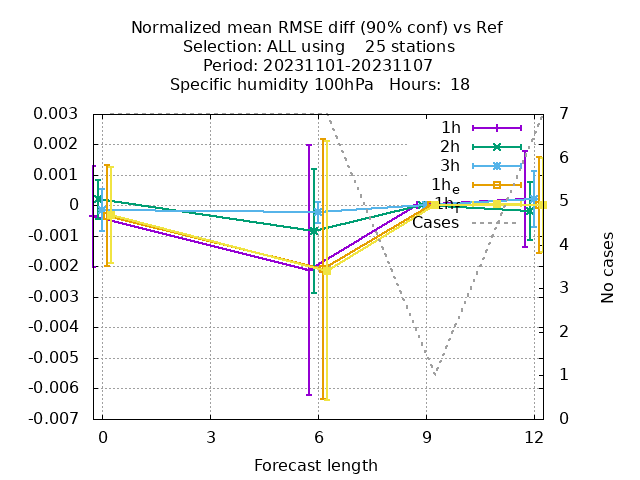 Normalized mean RMSE diff (90% conf) vs Ref
Selection: ALL using    25 stations
Period: 20231101-20231107
Specific humidity 100hPa   Hours:  18
0.003
0.002
0.001
0
-0.001
-0.002
-0.003
-0.004
-0.005
-0.006
-0.007
7
6
5
4
3
2
1
0
1h
2h
3h
1he
1hf
Cases
No cases
0 3 6 9 12
Forecast length